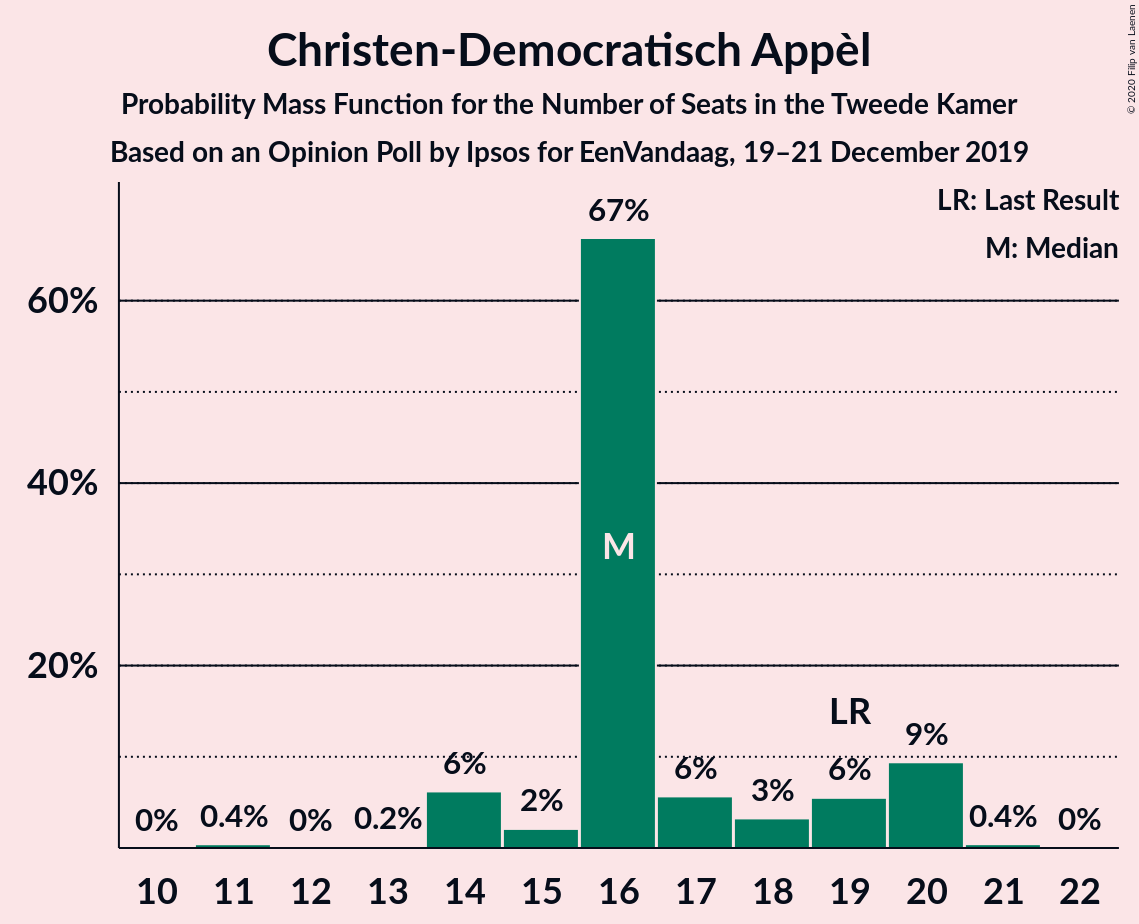 Christen-Democratisch Appèl
Probability Mass Function for the Number of Seats in the Tweede Kamer
Based on an Opinion Poll by Ipsos for EenVandaag, 19–21 December 2019
© 2020 Filip van Laenen
LR: Last Result
M: Median
60%
40%
20%
0% 0.4% 0% 0.2% 6% 2% 67% 6% 3% 6% 9% 0.4% 0%
M
LR
10 11 12 13 14 15 16 17 18 19 20 21 22